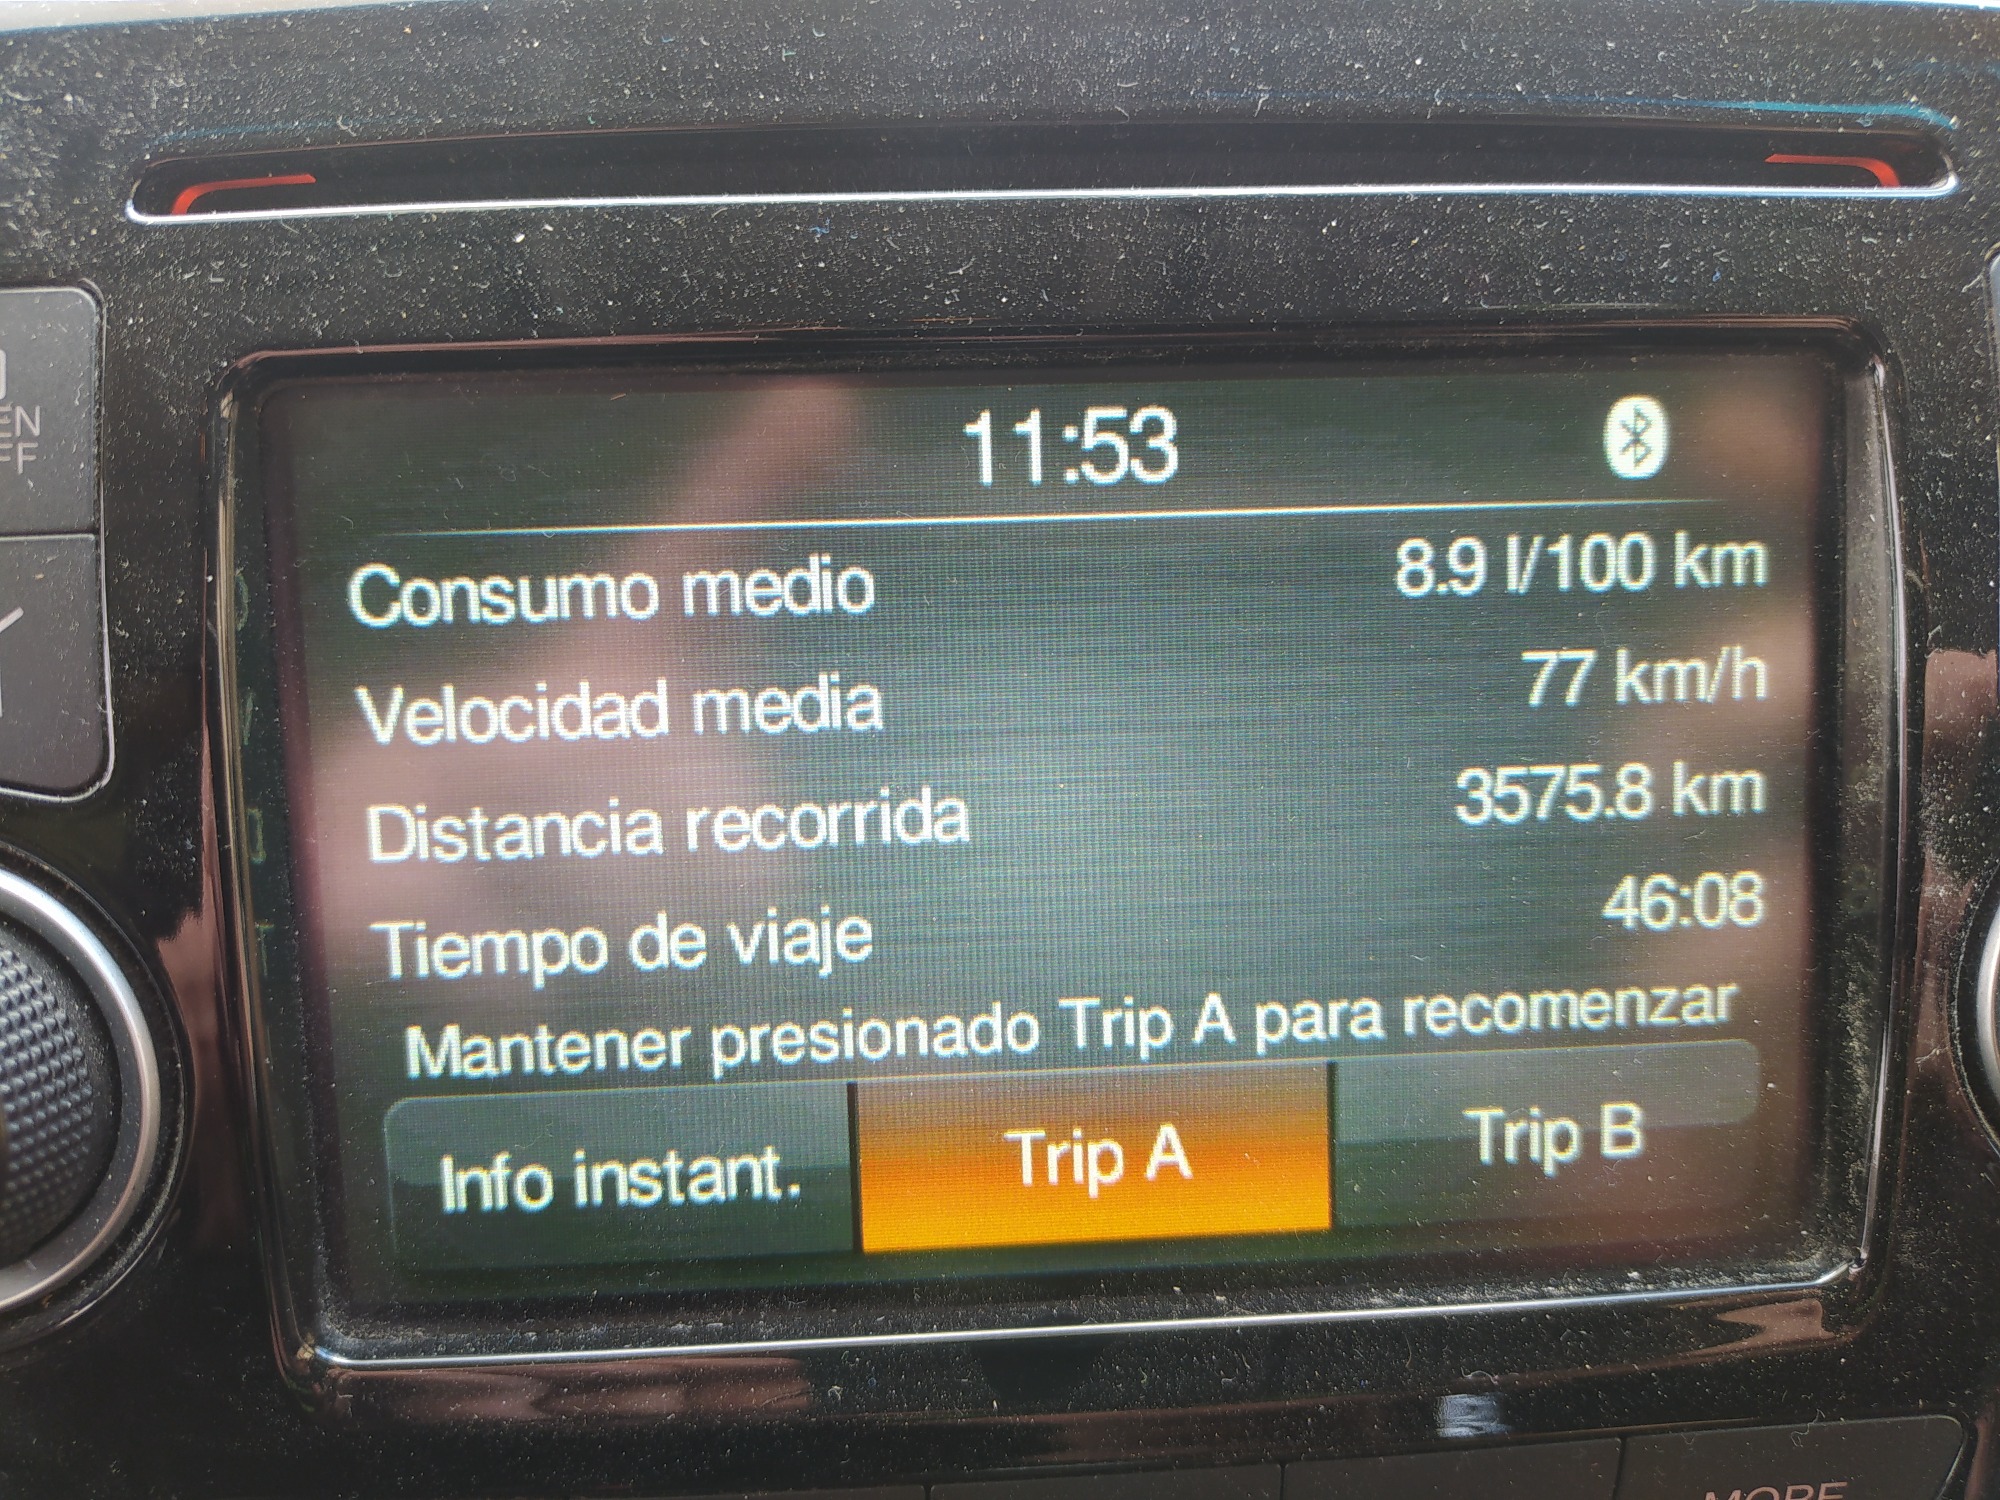 11:53
Consumo medio 8.9 l/100 km
Velocidad media 77 km/h
Distancia recorrida 3575.8 km
Tiempo de viaje 46:08
Mantener presionado Trip A para recomenzar
Info instant. Trip A Trip B
MORE